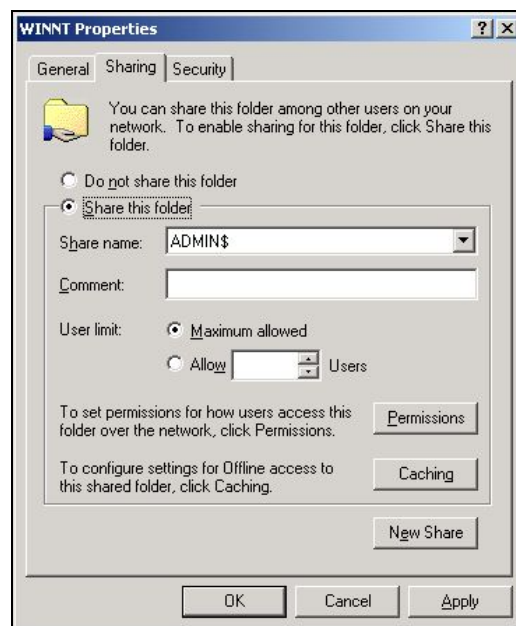 WINNT Properties
General Sharing Security
You can share this folder among other users on your
network. To enable sharing for this folder, click Share this
folder.
Do not share this folder
Share this folder
Share name: ADMIN$
Comment:
User limit: Maximum allowed
Allow Users
To set permissions for how users access this
folder over the network, click Permissions.
Permissions
To configure settings for Offline access to
this shared folder, click Caching.
Caching
New Share
OK Cancel Apply